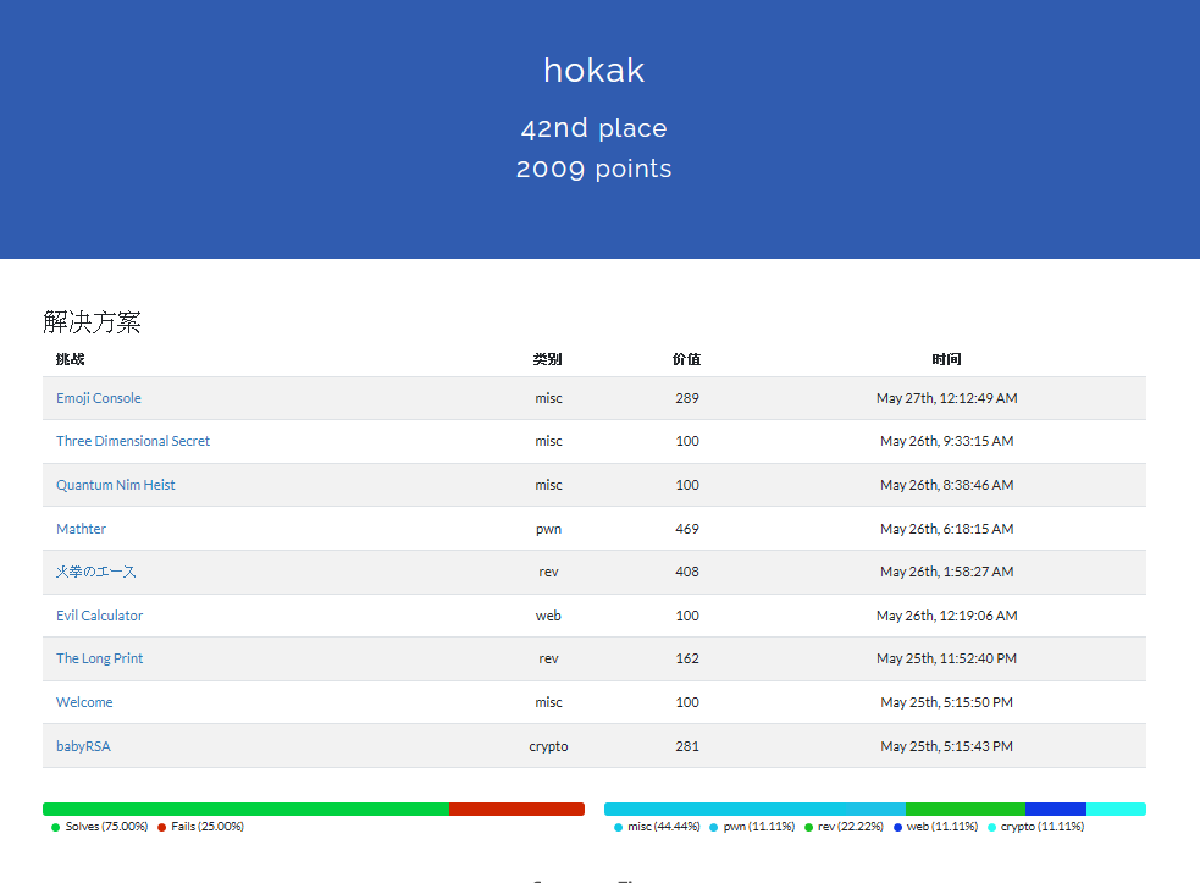 hokak
42nd place
2009 points
解决方案
挑战 类别 价值 时间
Emoji Console misc 289 May 27th, 12:12:49 AM
Three Dimensional Secret misc 100 May 26th, 9:33:15 AM
Quantum Nim Heist misc 100 May 26th, 8:38:46 AM
Mathter pwn 469 May 26th, 6:18:15 AM
火拳のエース rev 408 May 26th, 1:58:27 AM
Evil Calculator web 100 May 26th, 12:19:06 AM
The Long Print rev 162 May 25th, 11:52:40 PM
Welcome misc 100 May 25th, 5:15:50 PM
babyRSA crypto 281 May 25th, 5:15:43 PM
Solves (75.00%) Fails (25.00%) misc (44.44%) pwn (11.11%) rev (22.22%) web (11.11%) crypto (11.11%)